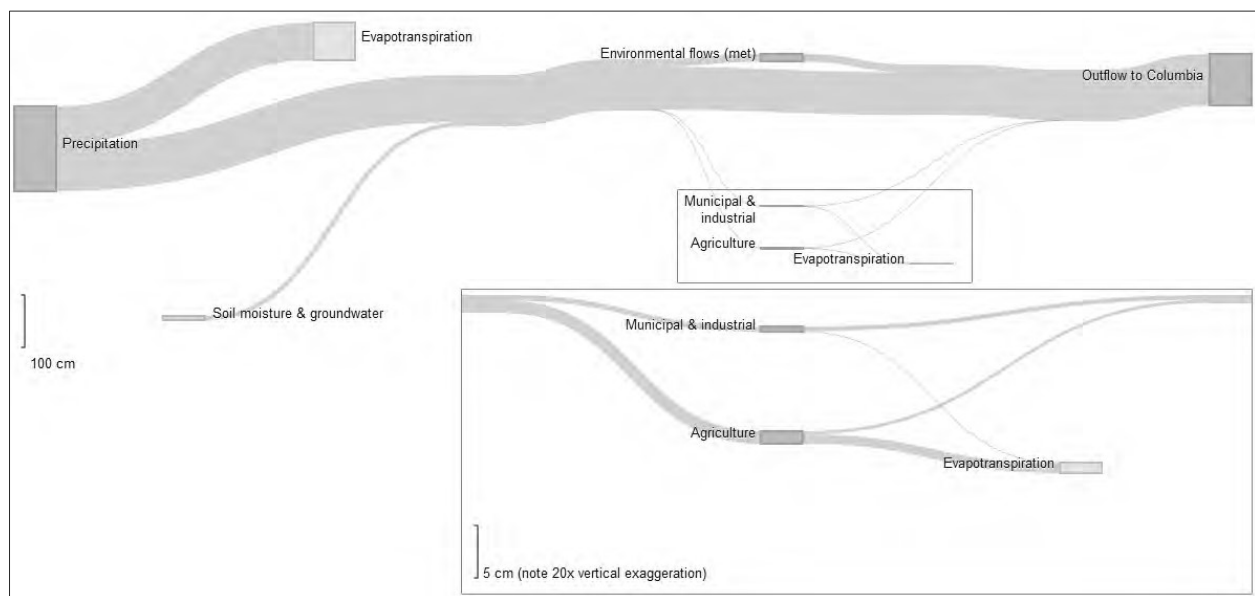 Evapotranspiration
Environmental flows (met)
Outflow to Columbia
Precipitation
Municipal &
industrial
Agriculture
Evapotranspiration
Soil moisture & groundwater
100 cm
Municipal & industrial
Agriculture
Evapotranspiration
5 cm (note 20x vertical exaggeration)